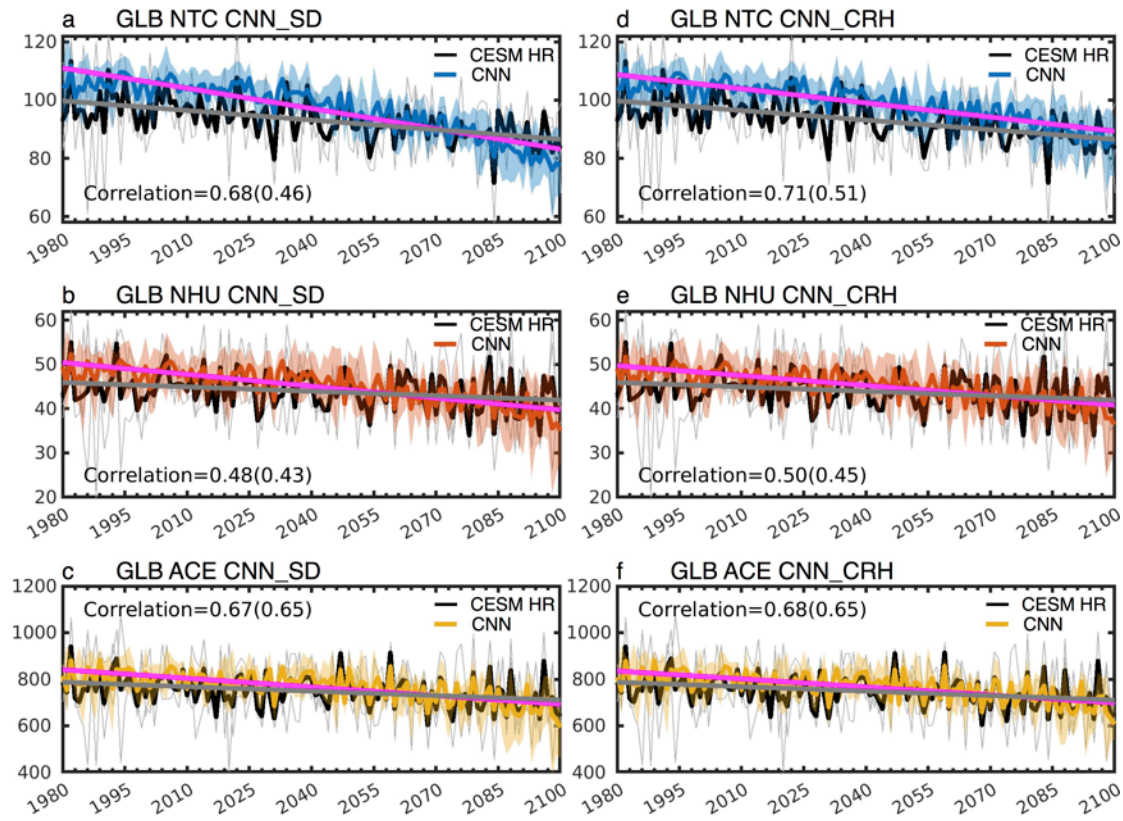 a GLB NTC CNN_SD
120
100
80
60
CESM HR
CNN
Correlation=0.68(0.46)
1980 1995 2010 2025 2040 2055 2070 2085 2100
d GLB NTC CNN_CRH
120
100
80
60
CESM HR
CNN
Correlation=0.71(0.51)
1980 1995 2010 2025 2040 2055 2070 2085 2100
b GLB NHU CNN_SD
60
50
40
30
20
CESM HR
CNN
Correlation=0.48(0.43)
1980 1995 2010 2025 2040 2055 2070 2085 2100
e GLB NHU CNN_CRH
60
50
40
30
20
CESM HR
CNN
Correlation=0.50(0.45)
1980 1995 2010 2025 2040 2055 2070 2085 2100
c GLB ACE CNN_SD
1200
1000
800
600
400
Correlation=0.67(0.65)
CESM HR
CNN
1980 1995 2010 2025 2040 2055 2070 2085 2100
f GLB ACE CNN_CRH
1200
1000
800
600
400
Correlation=0.68(0.65)
CESM HR
CNN
1980 1995 2010 2025 2040 2055 2070 2085 2100